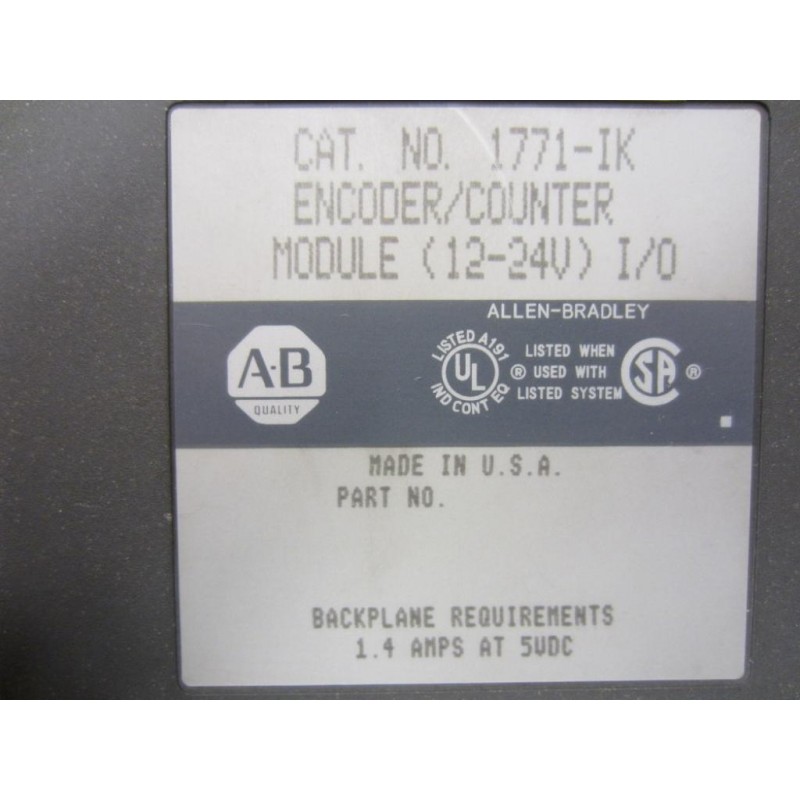 CAT. NO. 1771-IK
ENCODER/COUNTER
MODULE (12-24V) I/O
ALLEN-BRADLEY
A·B
QUALITY
LISTED A191
UL
IND CONT EQ
®
LISTED WHEN
USED WITH
LISTED SYSTEM
SA
®
MADE IN U.S.A.
PART NO.
BACKPLANE REQUIREMENTS
1.4 AMPS AT 5VDC